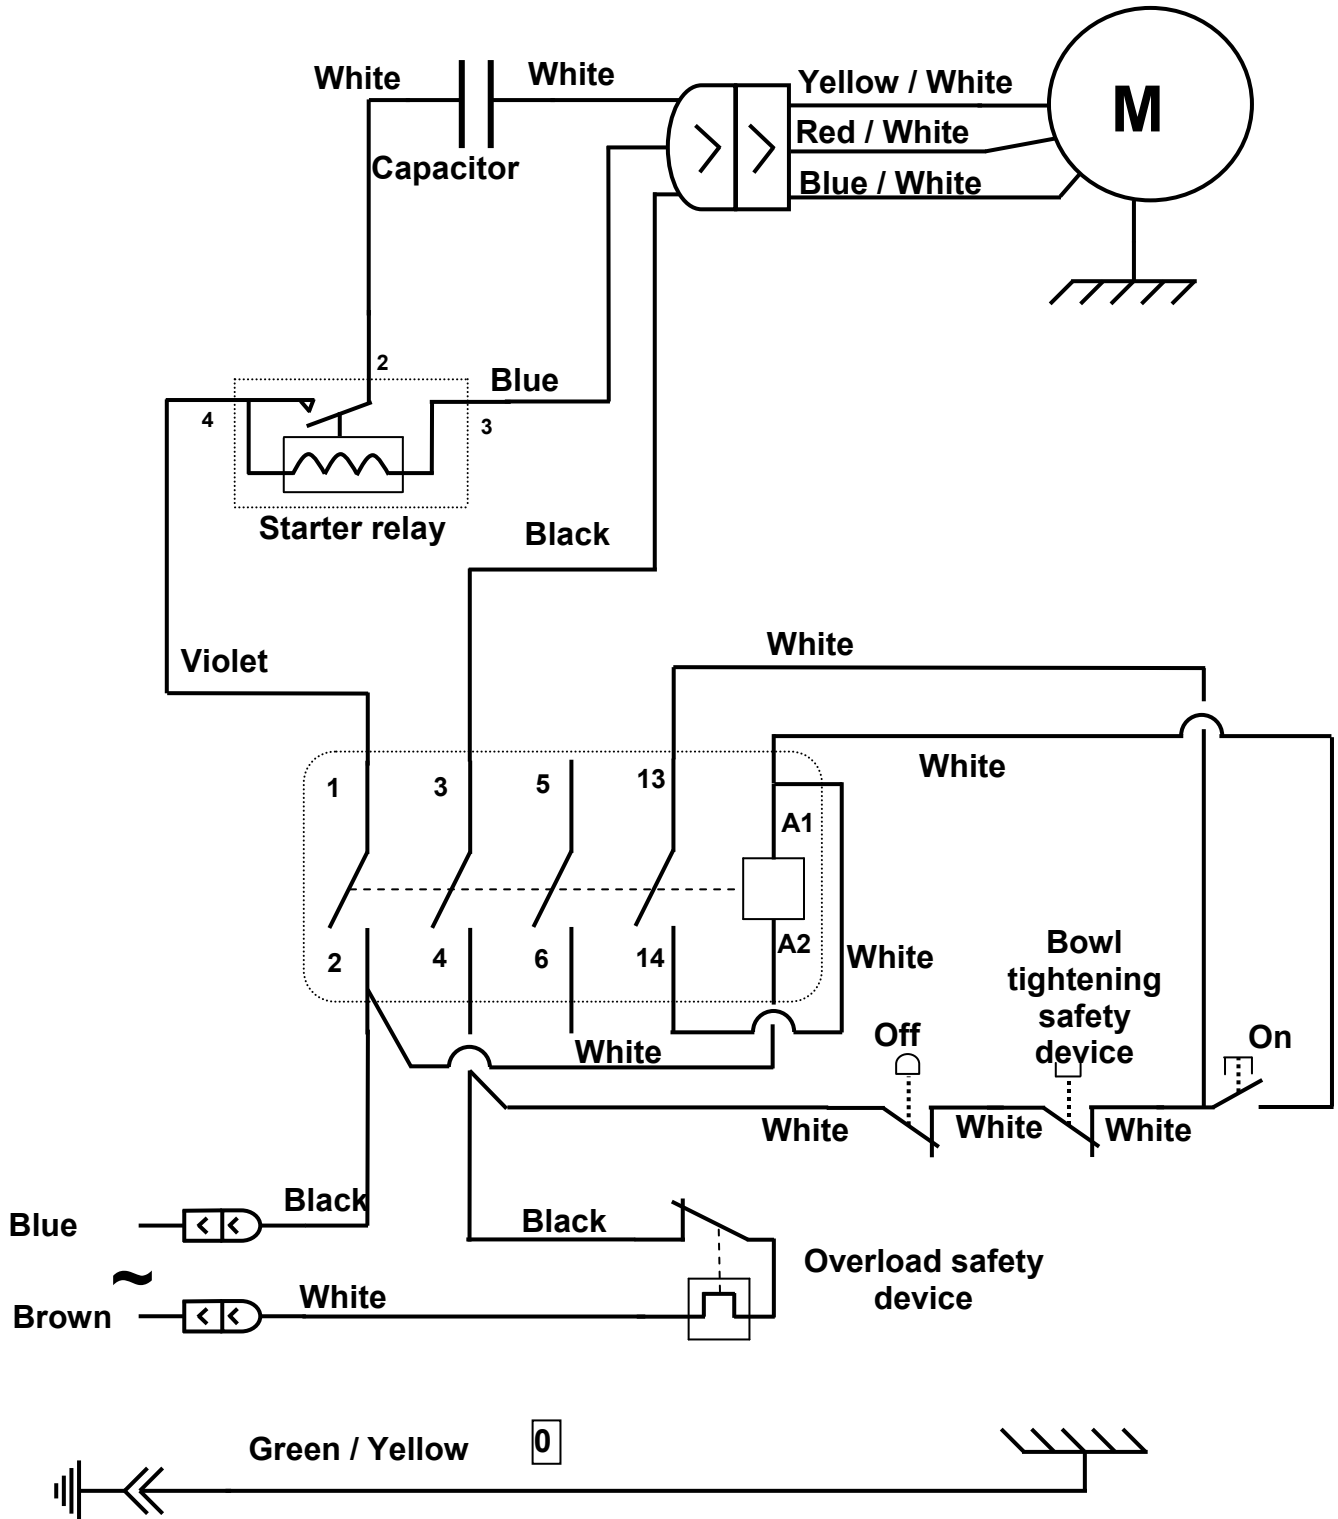 White
White
Yellow / White
M
Red / White
Capacitor
Blue / White
2
Blue
4
3
Starter relay
Black
White
Violet
White
1
3
5
13
A1
2
4
6
14
A2
White
Bowl
tightening
safety
device
Off
On
White
White
White
White
Black
Blue
Black
Overload safety
device
~
White
Brown
Green / Yellow
0